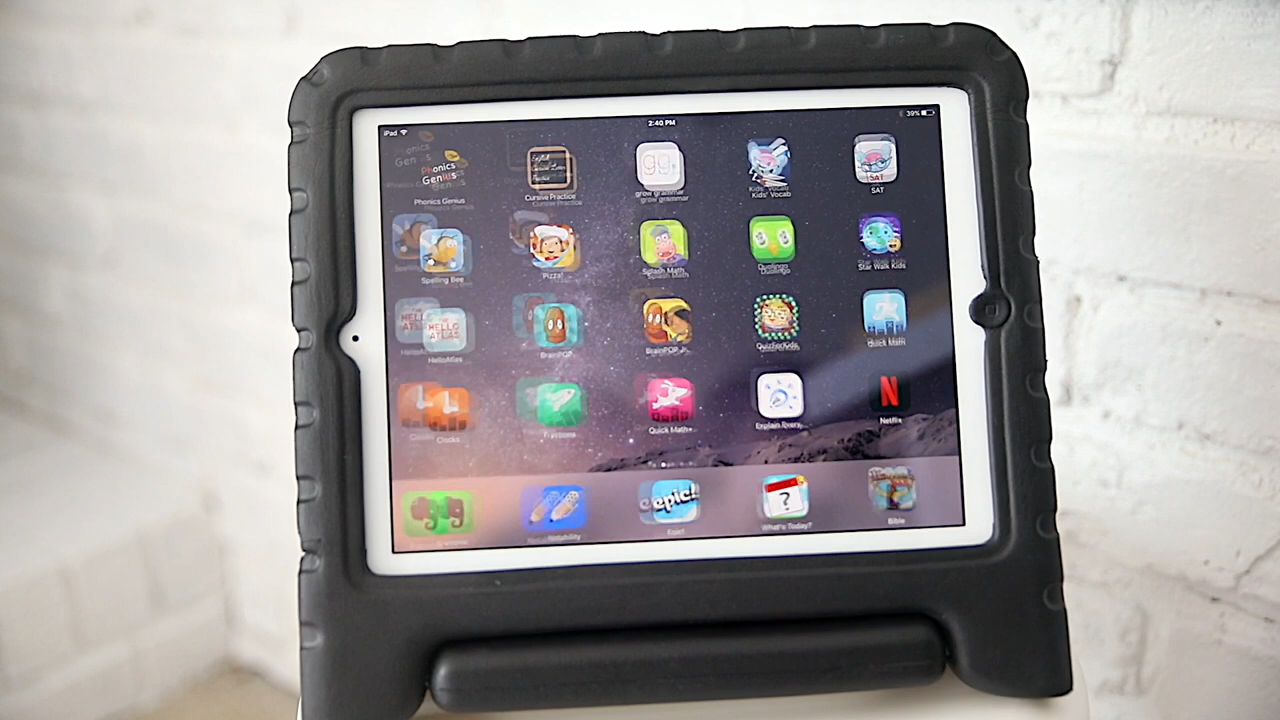 iPad 2:40 PM 39%
Phonics Genius
Phonics Genius Cursive Practice grow grammar Kids' Vocab SAT
Spelling Bee Pizza! Splash Math Duolingo Star Walk Kids
THE HELLO ATLAS
HelloAtlas BrainPOP BrainPOP Jr. Quick Math
Clocks Fractions Quick Math+ Explain Every.. Netflix
epic!
Notability Epic! What's Today? Bible